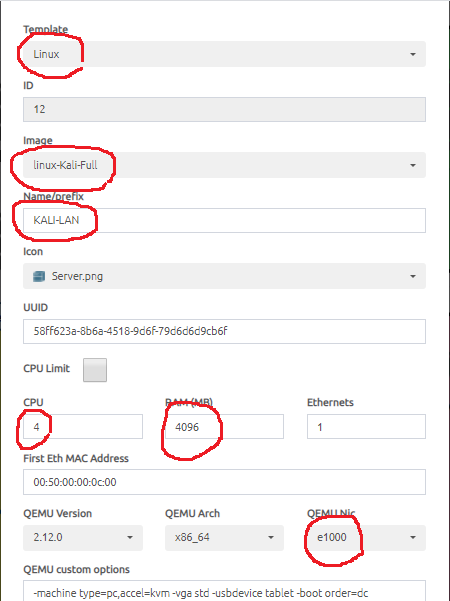 Template
Linux
ID
12
Image
linux-Kali-Full
Name/prefix
KALI-LAN
Icon
Server.png
UUID
58ff623a-8b6a-4518-9d6f-79d6d6d9cb6f
CPU Limit
CPU RAM (MB) Ethernets
4 4096 1
First Eth MAC Address
00:50:00:00:0c:00
QEMU Version QEMU Arch QEMU Nic
2.12.0 x86_64 e1000
QEMU custom options
-machine type=pc,accel=kvm -vga std -usbdevice tablet -boot order=dc